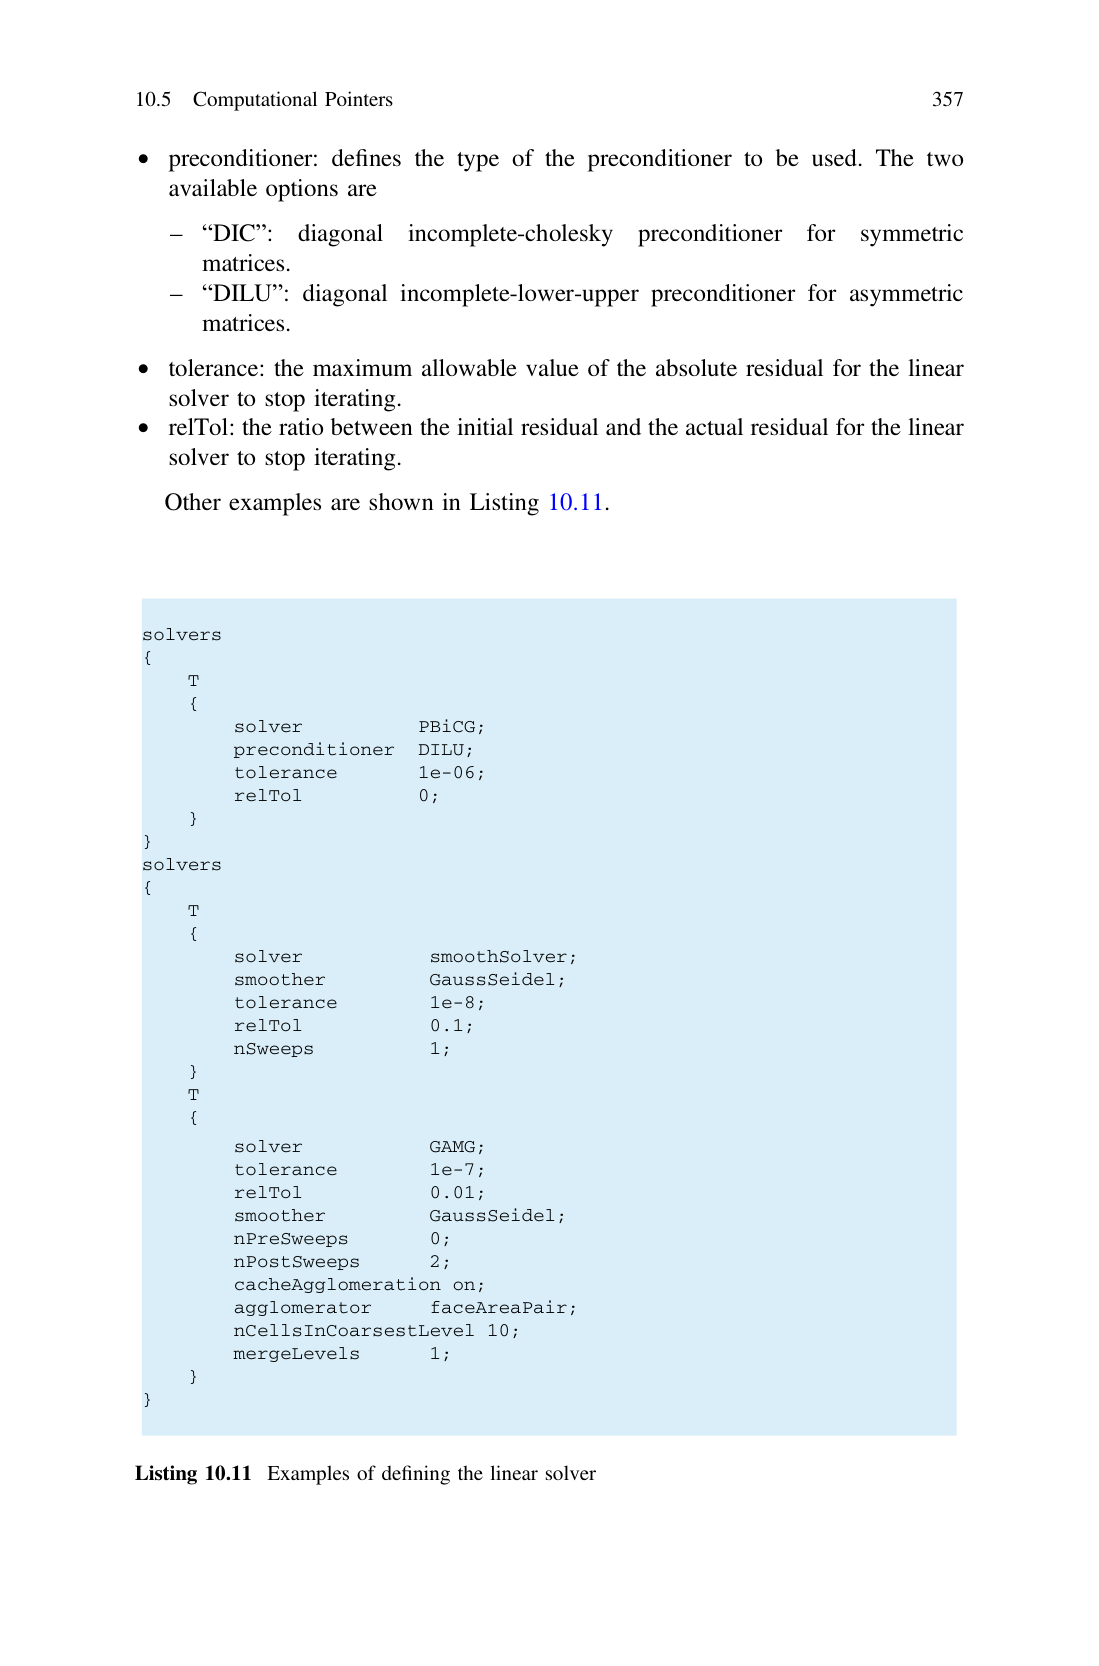 10.5 Computational Pointers 357
• preconditioner: defines the type of the preconditioner to be used. The two
available options are
– “DIC”: diagonal incomplete-cholesky preconditioner for symmetric
matrices.
– “DILU”: diagonal incomplete-lower-upper preconditioner for asymmetric
matrices.
• tolerance: the maximum allowable value of the absolute residual for the linear
solver to stop iterating.
• relTol: the ratio between the initial residual and the actual residual for the linear
solver to stop iterating.
Other examples are shown in Listing 10.11.
solvers
{
    T
    {
        solver          PBiCG;
        preconditioner  DILU;
        tolerance       1e-06;
        relTol          0;
    }
}
solvers
{
    T
    {
        solver           smoothSolver;
        smoother         GaussSeidel;
        tolerance        1e-8;
        relTol           0.1;
        nSweeps          1;
    }
    T
    {
        solver           GAMG;
        tolerance        1e-7;
        relTol           0.01;
        smoother         GaussSeidel;
        nPreSweeps       0;
        nPostSweeps      2;
        cacheAgglomeration on;
        agglomerator     faceAreaPair;
        nCellsInCoarsestLevel 10;
        mergeLevels      1;
    }
}
Listing 10.11 Examples of defining the linear solver